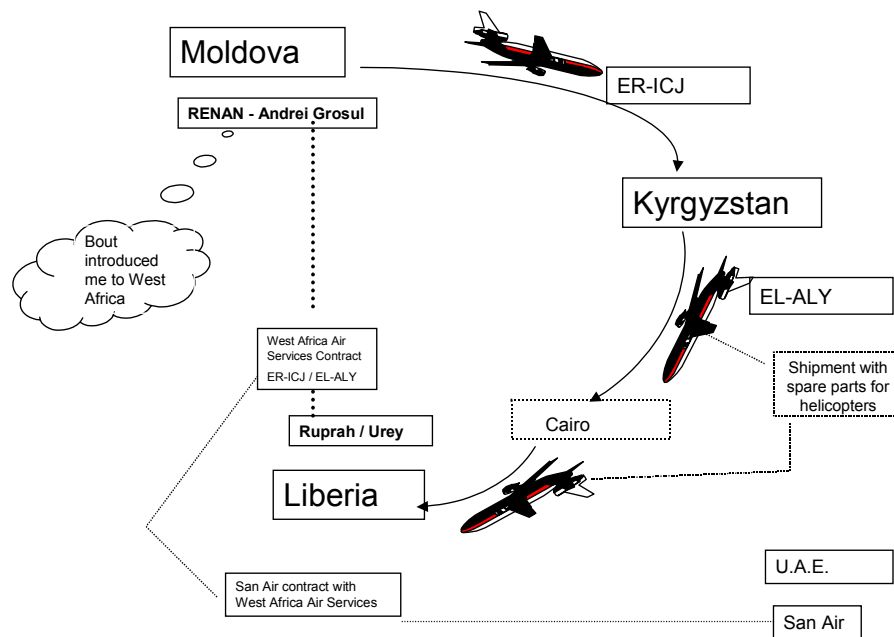 Moldova
ER-ICJ
RENAN - Andrei Grosul
Kyrgyzstan
Bout
introduced
me to West
Africa
EL-ALY
West Africa Air
Services Contract
ER-ICJ / EL-ALY
Shipment with
spare parts for
helicopters
Cairo
Ruprah / Urey
Liberia
U.A.E.
San Air contract with
West Africa Air Services
San Air